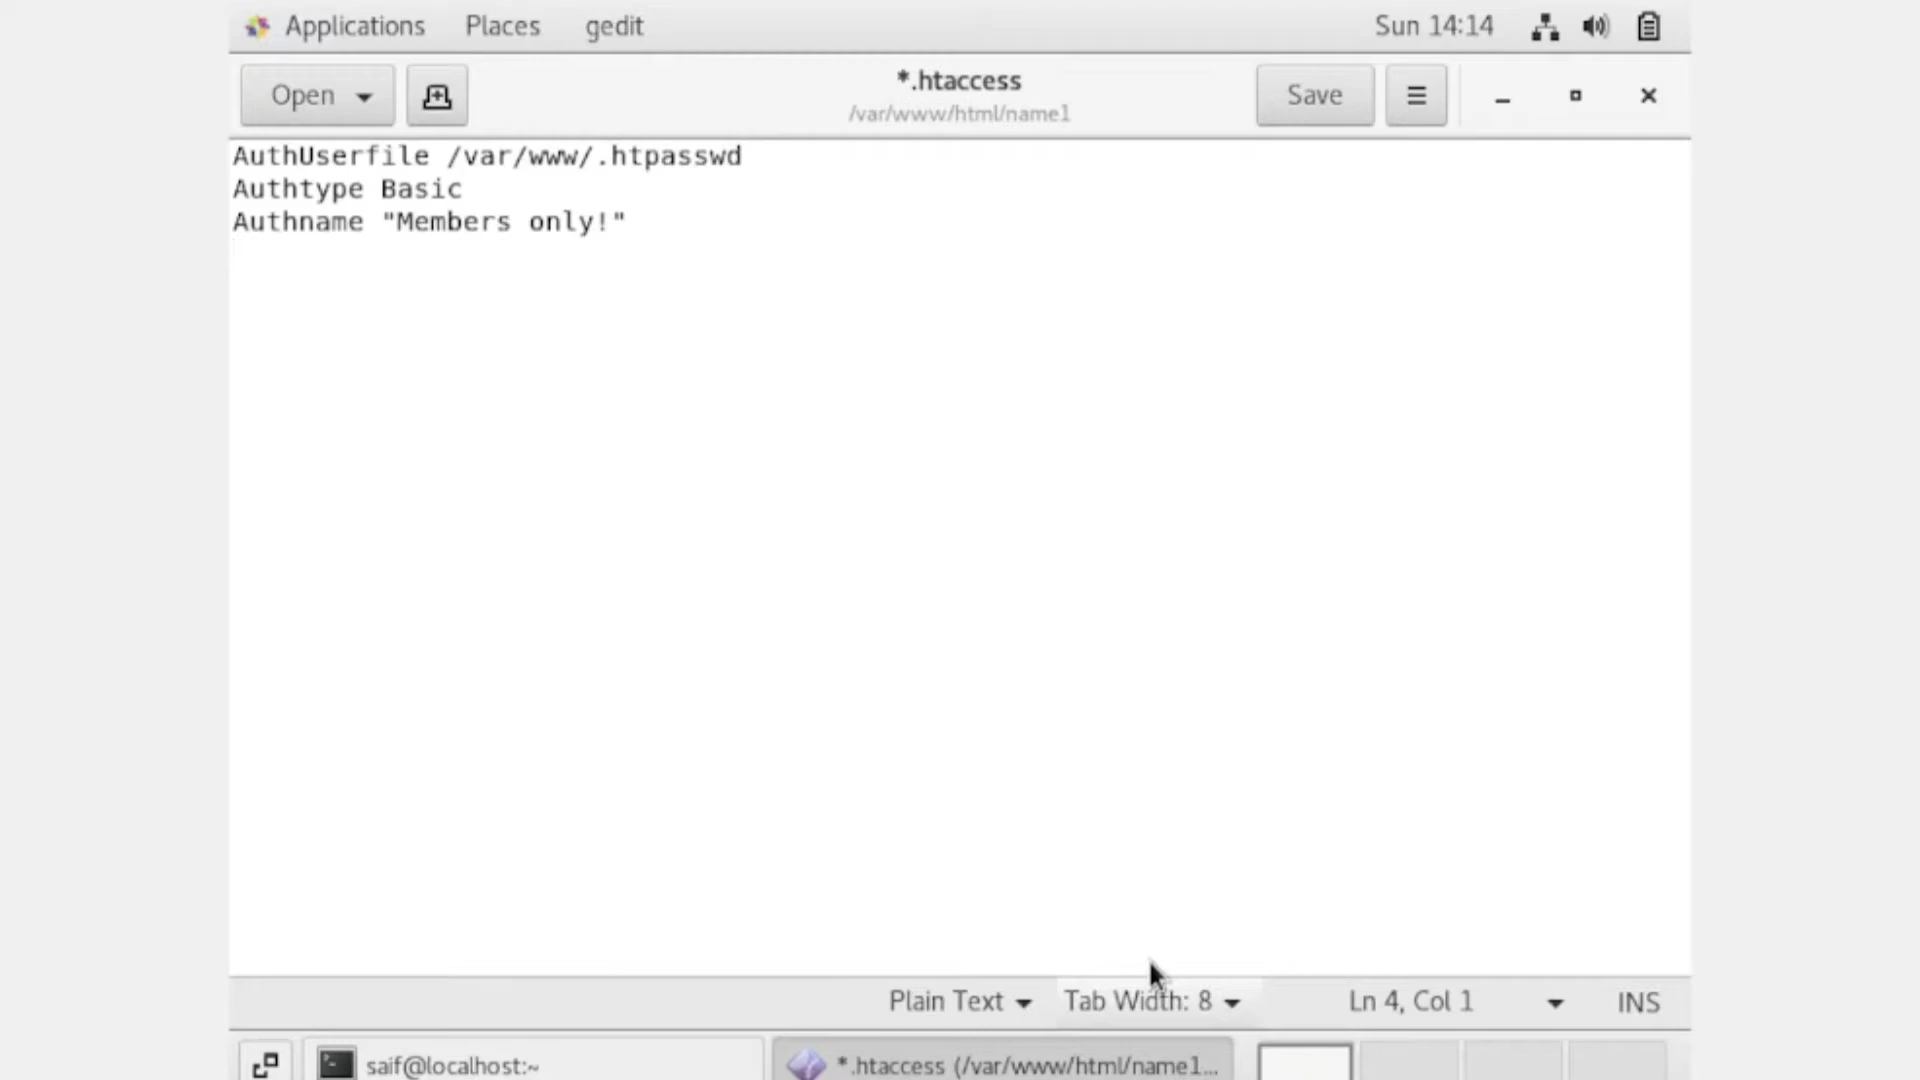 Applications Places gedit Sun 14:14
Open *.htaccess Save
/var/www/html/name1
AuthUserfile /var/www/.htpasswd
Authtype Basic
Authname "Members only!"
Plain Text Tab Width: 8 Ln 4, Col 1 INS
saif@localhost:~ *.htaccess (/var/www/html/name1...